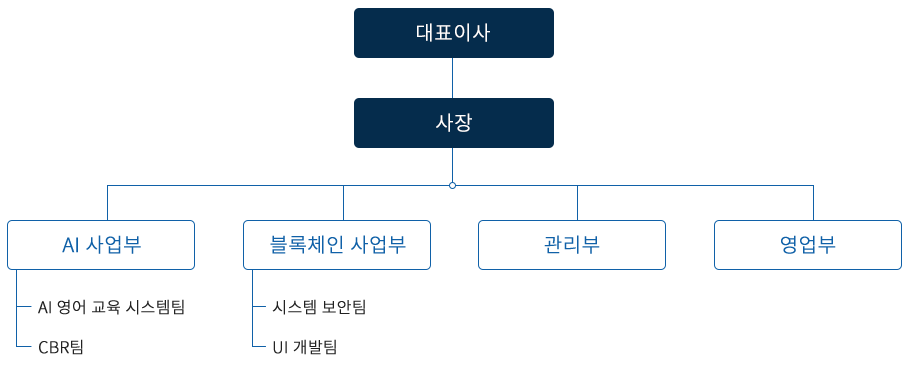 대표이사
사장
AI 사업부
블록체인 사업부
관리부
영업부
AI 영어 교육 시스템팀
CBR팀
시스템 보안팀
UI 개발팀